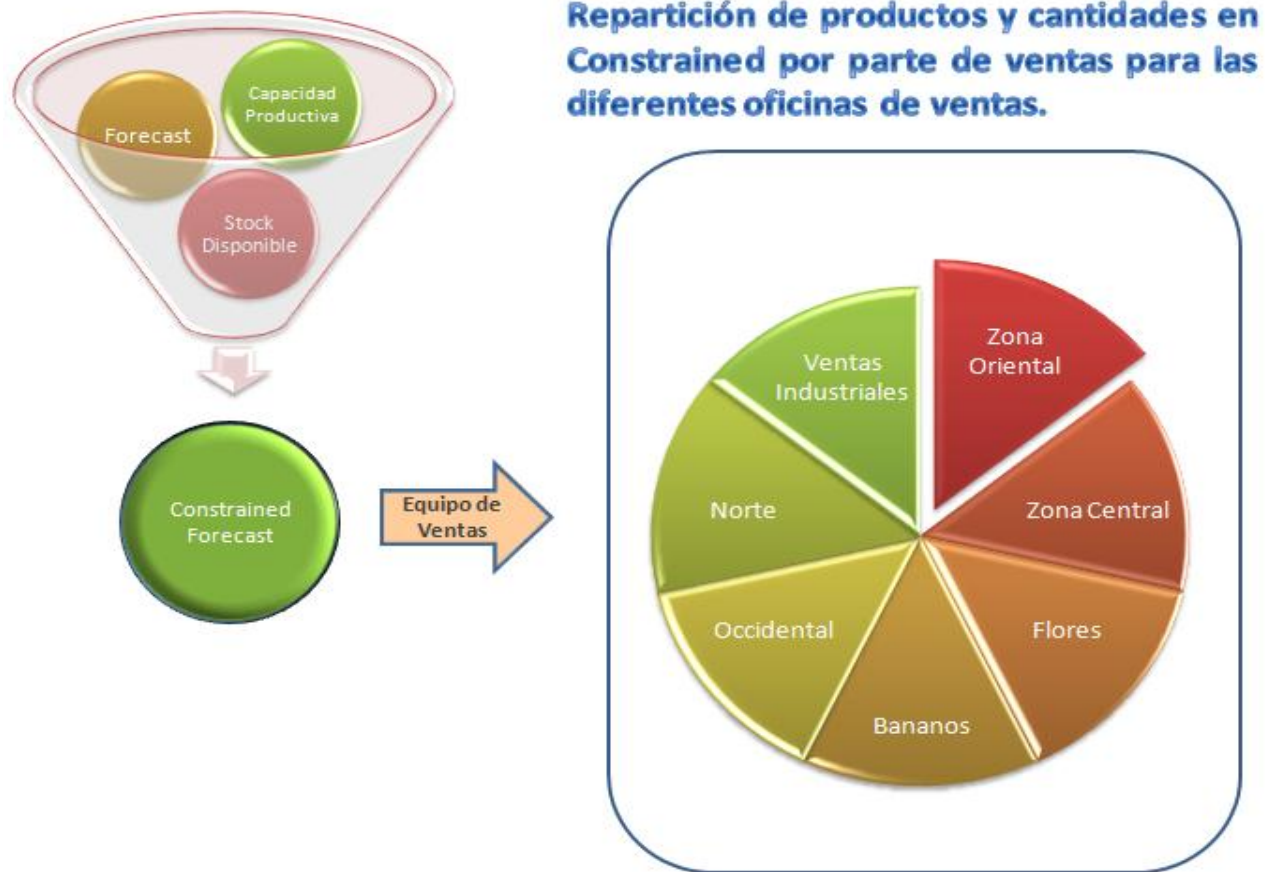 Repartición de productos y cantidades en
Constrained por parte de ventas para las
diferentes oficinas de ventas.
Forecast
Capacidad
Productiva
Stock
Disponible
Constrained
Forecast
Equipo de
Ventas
Zona
Oriental
Zona Central
Flores
Bananos
Occidental
Norte
Ventas
Industriales